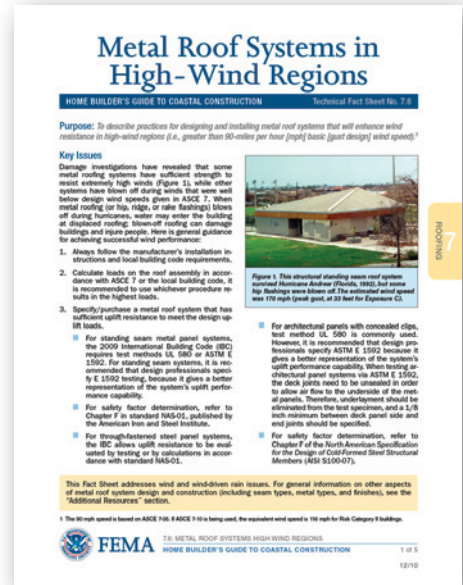 Metal Roof Systems in
High-Wind Regions
HOME BUILDER'S GUIDE TO COASTAL CONSTRUCTION
Technical Fact Sheet No. 7.6
Purpose: To describe practices for designing and installing metal roof systems that will enhance wind
resistance in high-wind regions (i.e., greater than 90-miles per hour [mph] basic [gust design] wind speed).¹
Key Issues
Damage investigations have revealed that some
metal roofing systems have sufficient strength to
resist extremely high winds (Figure 1), while other
systems have blown off during winds that were well
below design wind speeds given in ASCE 7. When
metal roofing (or hip, ridge, or rake flashings) blows
off during hurricanes, water may enter the building
at displaced roofing; blown-off roofing can damage
buildings and injure people. Here is general guidance
for achieving successful wind performance:
1. Always follow the manufacturer's installation in-
structions and local building code requirements.
2. Calculate loads on the roof assembly in accor-
dance with ASCE 7 or the local building code, it
is recommended to use whichever procedure re-
sults in the highest loads.
3. Specify/purchase a metal roof system that has
sufficient uplift resistance to meet the design up-
lift loads.
■ For standing seam metal panel systems,
the 2009 International Building Code (IBC)
requires test methods UL 580 or ASTM E
1592. For standing seam systems, it is rec-
ommended that design professionals speci-
fy E 1592 testing, because it gives a better
representation of the system's uplift perfor-
mance capability.
■ For safety factor determination, refer to
Chapter F in standard NAS-01, published by
the American Iron and Steel Institute.
■ For through-fastened steel panel systems,
the IBC allows uplift resistance to be eval-
uated by testing or by calculations in accor-
dance with standard NAS-01.
Figure 1. This structural standing seam roof system
survived Hurricane Andrew (Florida, 1992), but some
hip flashings were blown off. The estimated wind speed
was 170 mph (peak gust, at 33 feet for Exposure C).
■ For architectural panels with concealed clips,
test method UL 580 is commonly used.
However, it is recommended that design pro-
fessionals specify ASTM E 1592 because it
gives a better representation of the system's
uplift performance capability. When testing ar-
chitectural panel systems via ASTM E 1592,
the deck joints need to be unsealed in order
to allow air flow to the underside of the met-
al panels. Therefore, underlayment should be
eliminated from the test specimen, and a 1/8
inch minimum between deck panel side and
end joints should be specified.
■ For safety factor determination, refer to
Chapter F of the North American Specification
for the Design of Cold-Formed Steel Structural
Members (AISI S100-07).
ROOFING
7
This Fact Sheet addresses wind and wind-driven rain issues. For general information on other aspects
of metal roof system design and construction (including seam types, metal types, and finishes), see the
"Additional Resources" section.
1 The 90 mph speed is based on ASCE 7-05. If ASCE 7-10 is being used, the equivalent wind speed is 116 mph for Risk Category II buildings.
FEMA
7.6: METAL ROOF SYSTEMS HIGH WIND REGIONS
HOME BUILDER'S GUIDE TO COASTAL CONSTRUCTION
1 of 5
12/10